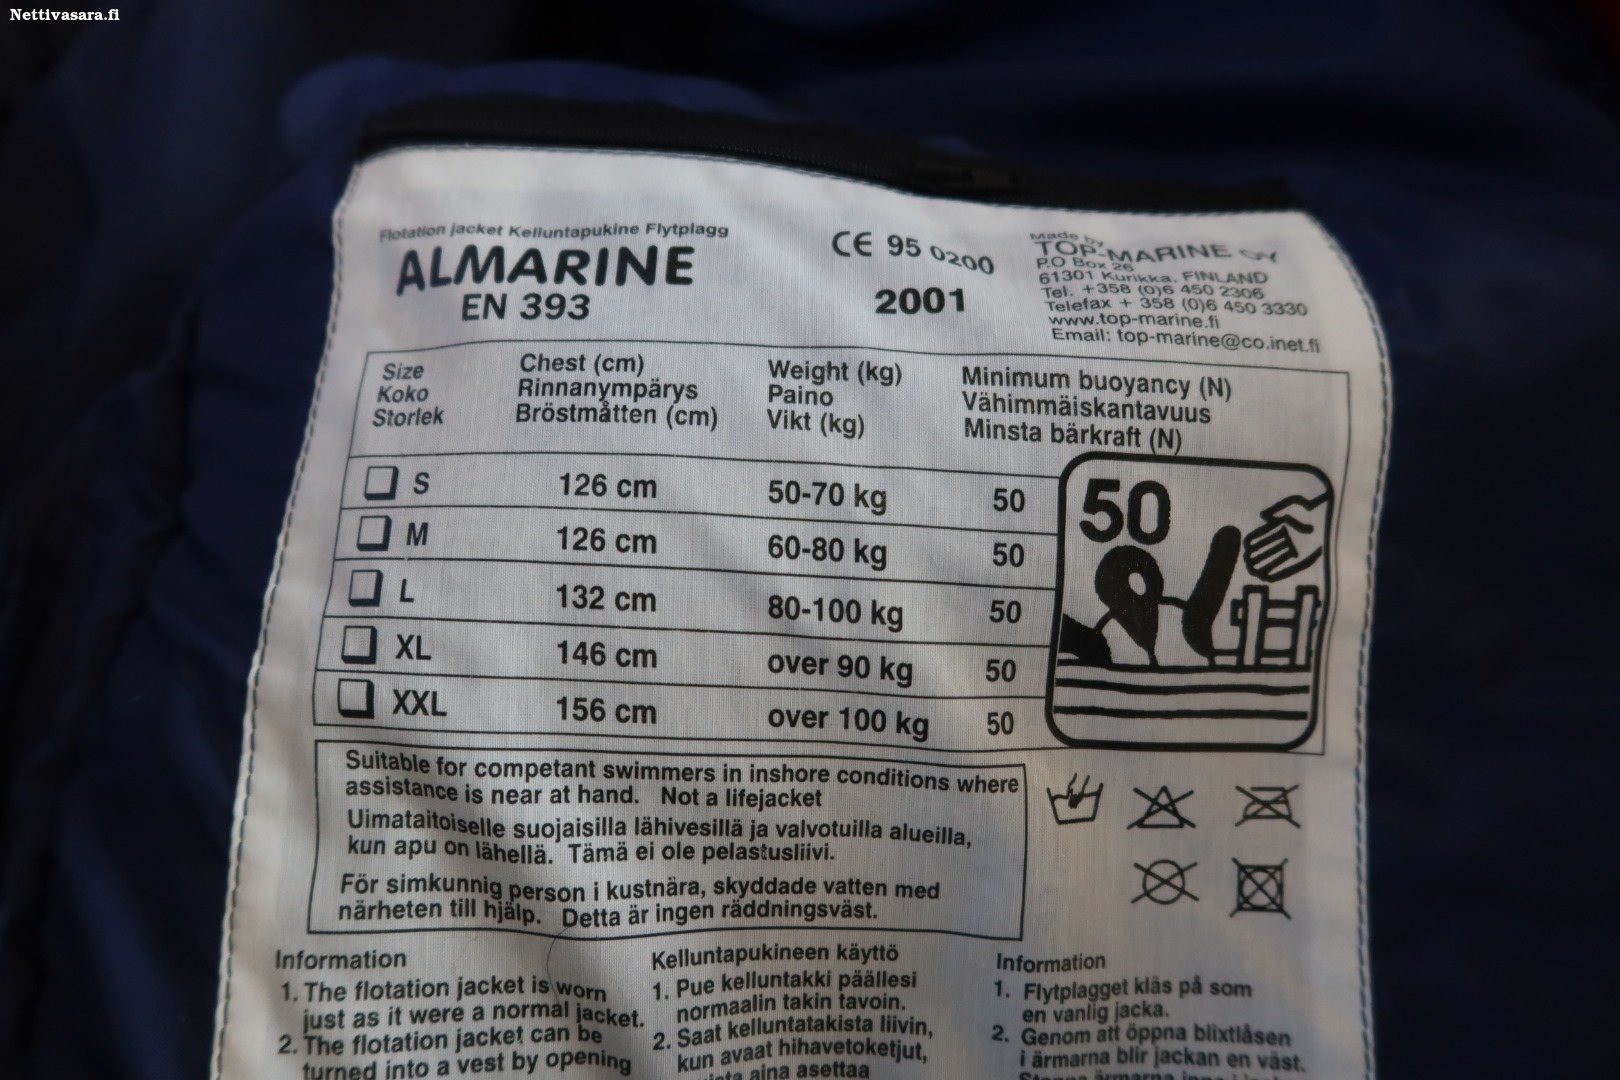 Nettivasara.fi
Flotation jacket Kelluntapukine Flytplagg
ALMARINE
EN 393
CE 95 0200
2001
Made by
TOP-MARINE OY
P.O Box 26
61301 Kurikka. FINLAND
Tel. +358 (0)6 450 2306
Telefax + 358 (0)6 450 3330
www.top-marine.fi
Email: top-marine@co.inet.fi
Size Chest (cm) Weight (kg) Minimum buoyancy (N)
Koko Rinnanympärys Paino Vähimmäiskantavuus
Storlek Bröstmåtten (cm) Vikt (kg) Minsta bärkraft (N)
S 126 cm 50-70 kg 50
M 126 cm 60-80 kg 50
L 132 cm 80-100 kg 50
XL 146 cm over 90 kg 50
XXL 156 cm over 100 kg 50
50
Suitable for competant swimmers in inshore conditions where
assistance is near at hand. Not a lifejacket
Uimataitoiselle suojaisilla lähivesillä ja valvotuilla alueilla,
kun apu on lähellä. Tämä ei ole pelastusliivi.
För simkunnig person i kustnära, skyddade vatten med
närheten till hjälp. Detta är ingen räddningsväst.
Information
1. The flotation jacket is worn
just as it were a normal jacket.
2. The flotation jacket can be
turned into a vest by opening
Kelluntapukineen käyttö
1. Pue kelluntakki päällesi
normaalin takin tavoin.
2. Saat kelluntatakista liivin,
kun avaat hihavetoketjut,
aina asettaa
Information
1. Flytplagget kläs på som
en vanlig jacka.
2. Genom att öppna blixtlåsen
i ärmarna blir jackan en väst.